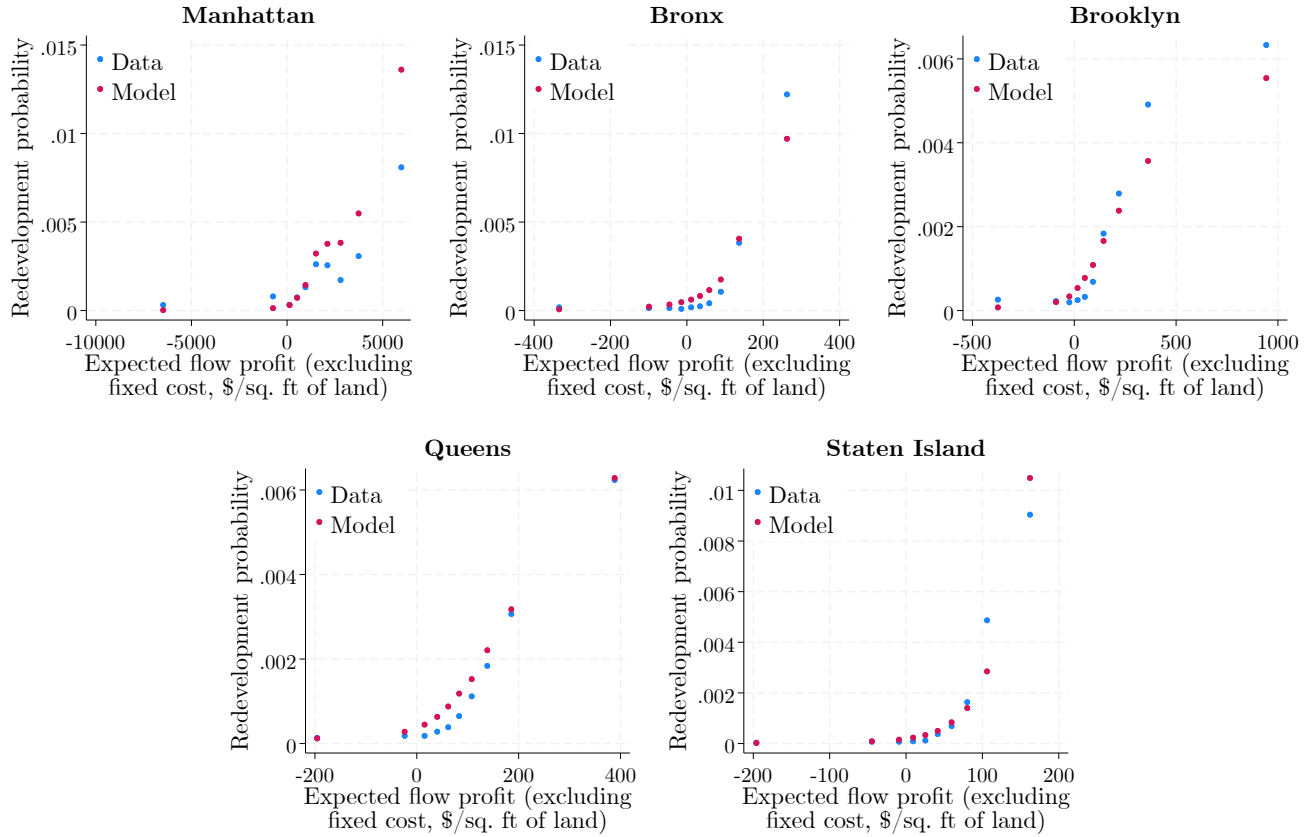 Manhattan
Redevelopment probability
.015
.01
.005
0
Data
Model
-10000
-5000
0
5000
Expected flow profit (excluding
fixed cost, $/sq. ft of land)
Bronx
Redevelopment probability
.015
.01
.005
0
Data
Model
-400
-200
0
200
400
Expected flow profit (excluding
fixed cost, $/sq. ft of land)
Brooklyn
Redevelopment probability
.006
.004
.002
0
Data
Model
-500
0
500
1000
Expected flow profit (excluding
fixed cost, $/sq. ft of land)
Queens
Redevelopment probability
.006
.004
.002
0
Data
Model
-200
0
200
400
Expected flow profit (excluding
fixed cost, $/sq. ft of land)
Staten Island
Redevelopment probability
.01
.008
.006
.004
.002
0
Data
Model
-200
-100
0
100
200
Expected flow profit (excluding
fixed cost, $/sq. ft of land)